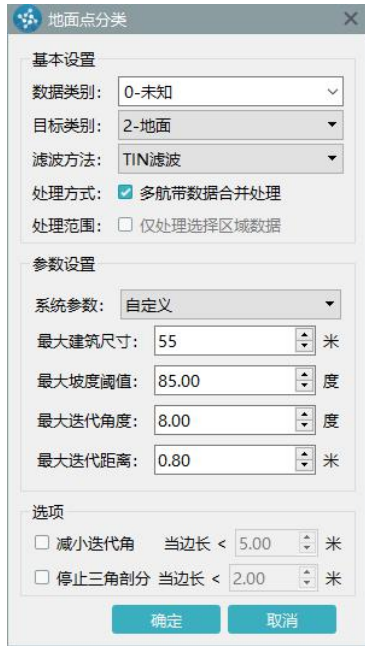 地面点分类
基本设置
数据类别: 0-未知
目标类别: 2-地面
滤波方法: TIN滤波
处理方式: 多航带数据合并处理
处理范围: 仅处理选择区域数据
参数设置
系统参数: 自定义
最大建筑尺寸: 55 米
最大坡度阈值: 85.00 度
最大迭代角度: 8.00 度
最大迭代距离: 0.80 米
选项
减小迭代角 当边长 < 5.00 米
停止三角剖分 当边长 < 2.00 米
确定 取消